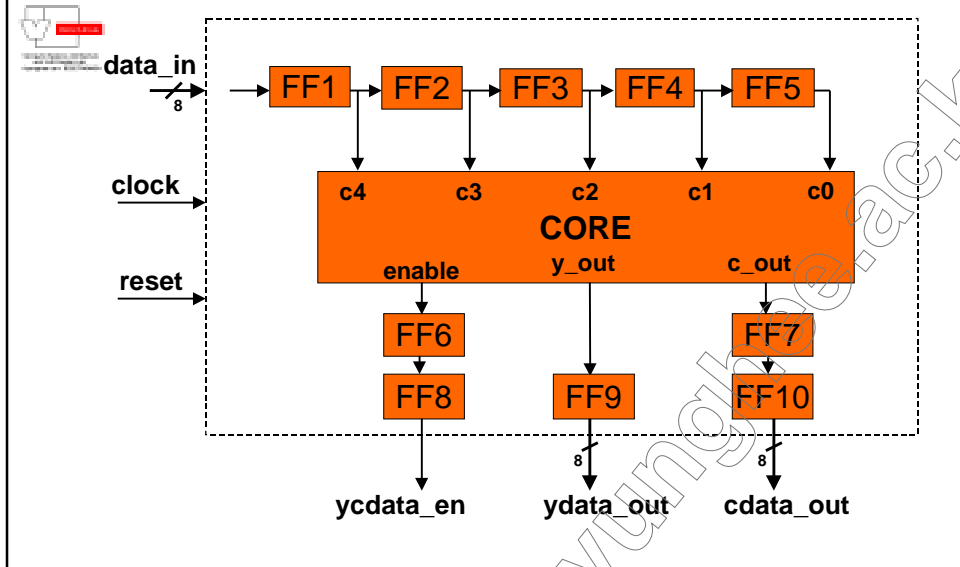 data_in
8
FF1 FF2 FF3 FF4 FF5
clock
c4 c3 c2 c1 c0
CORE
enable y_out c_out
reset
FF6 FF7
FF8 FF9 FF10
8 8
ycdata_en ydata_out cdata_out